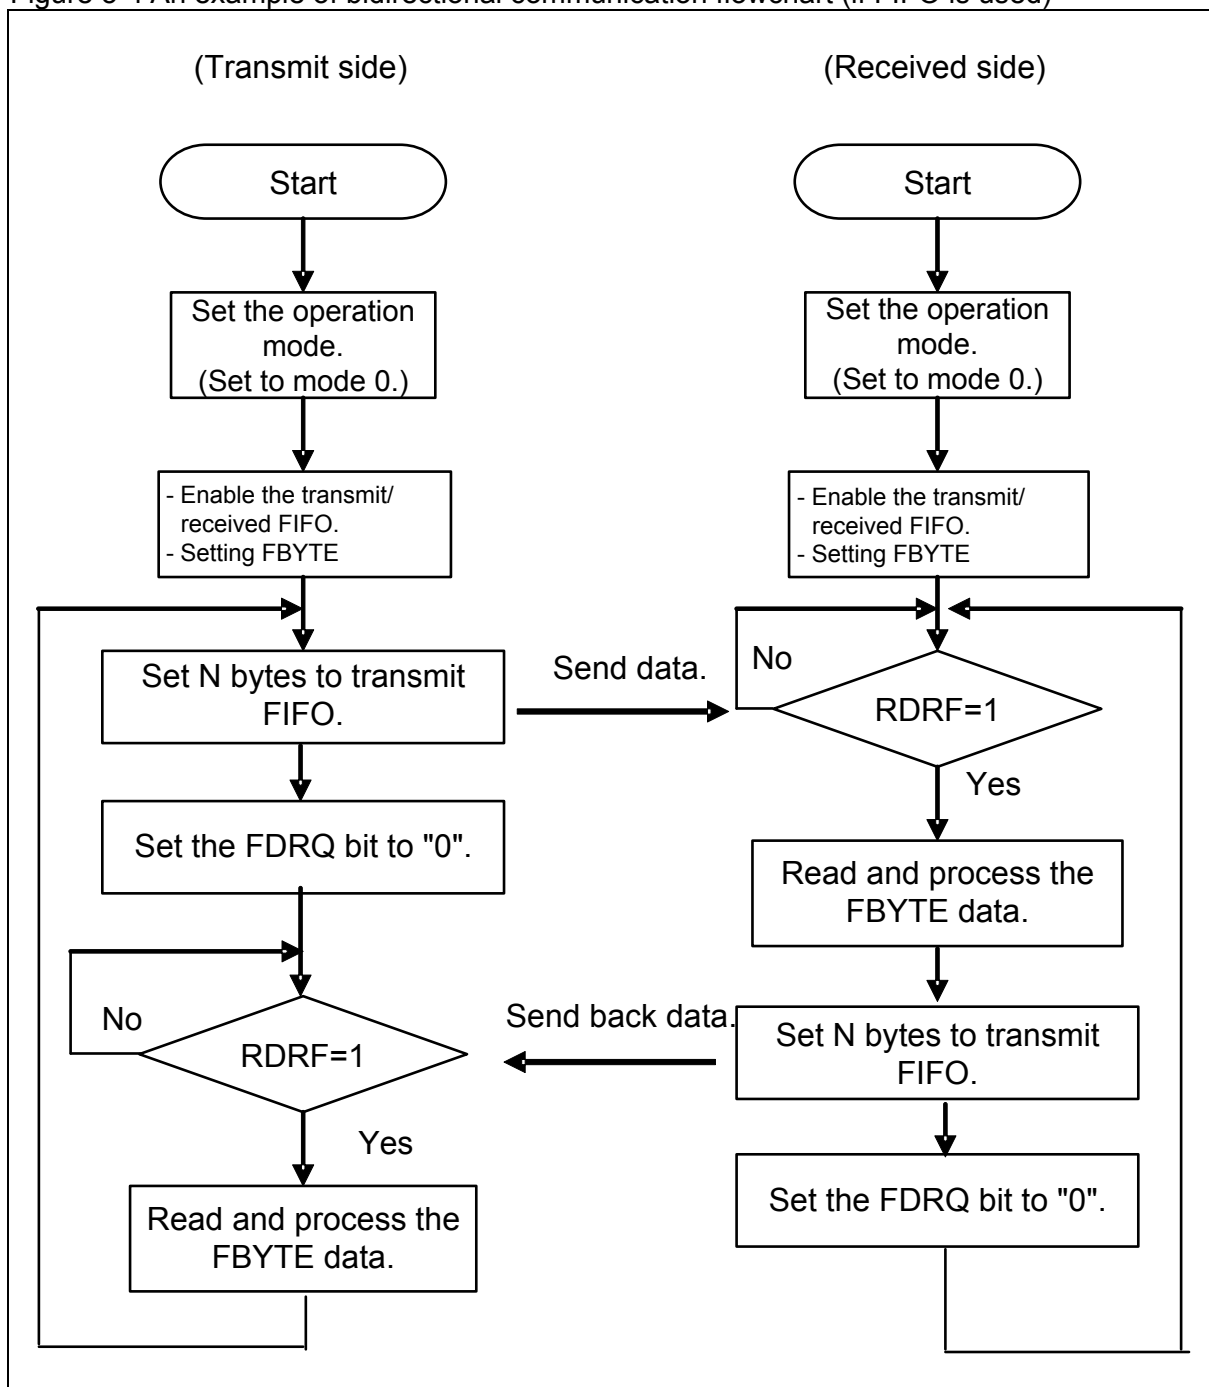 (Transmit side)
Start
Set the operation
mode.
(Set to mode 0.)
- Enable the transmit/
received FIFO.
- Setting FBYTE
Set N bytes to transmit
FIFO.
Set the FDRQ bit to "0".
No
RDRF=1
Yes
Read and process the
FBYTE data.
Send data.
Send back data.
(Received side)
Start
Set the operation
mode.
(Set to mode 0.)
- Enable the transmit/
received FIFO.
- Setting FBYTE
No
RDRF=1
Yes
Read and process the
FBYTE data.
Set N bytes to transmit
FIFO.
Set the FDRQ bit to "0".